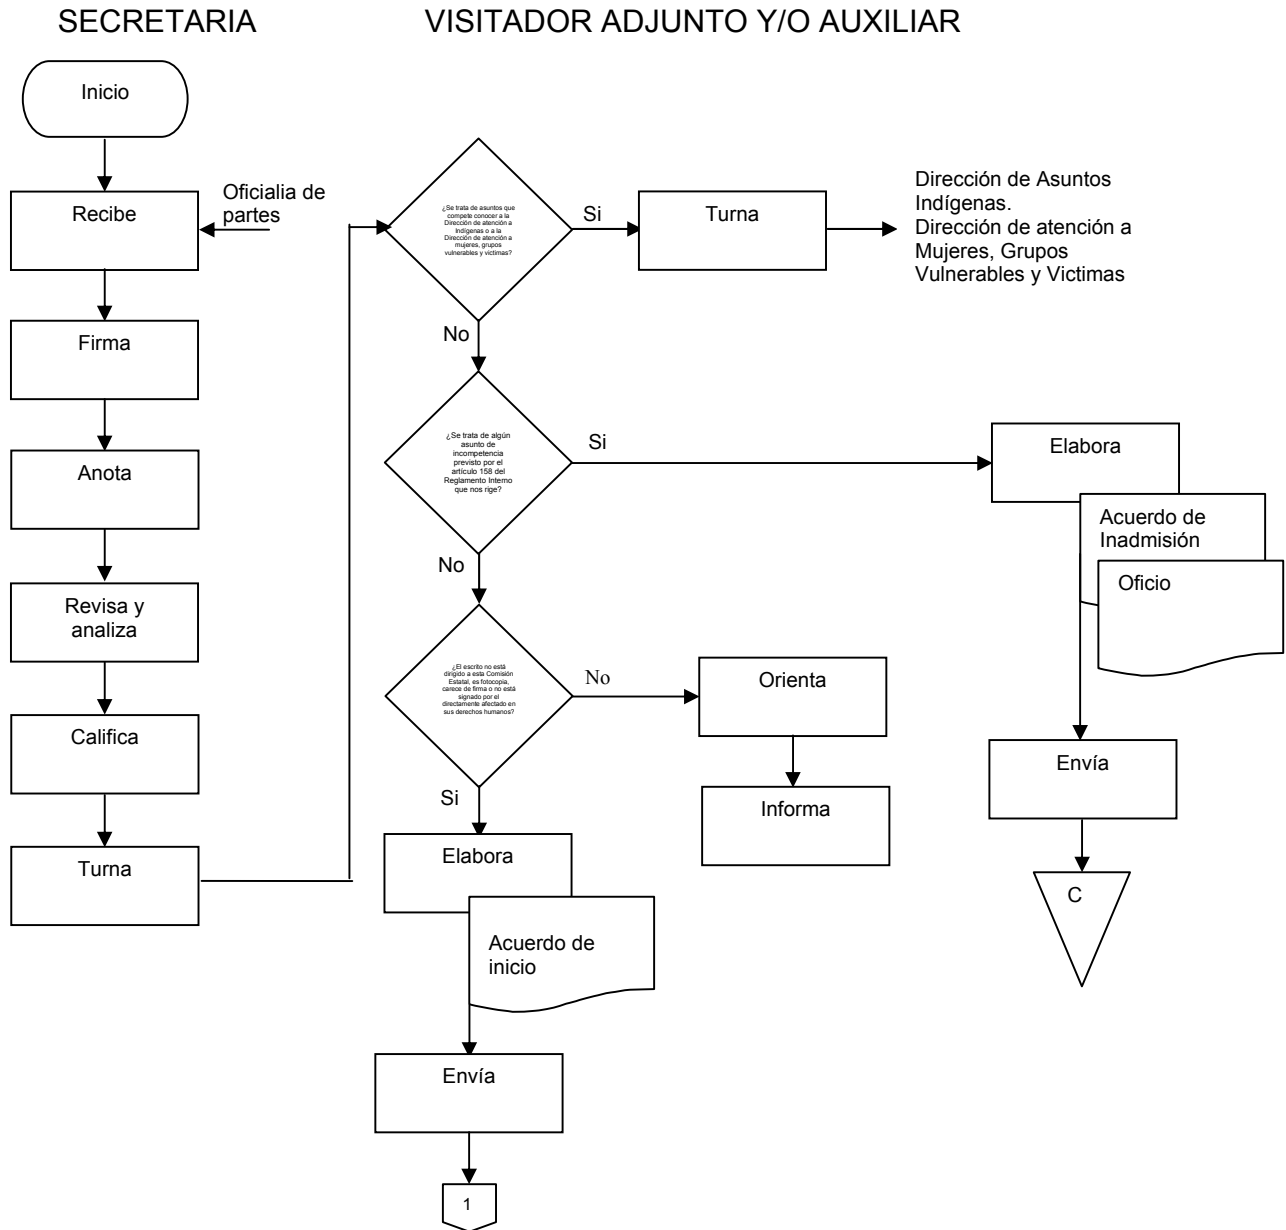 SECRETARIA
VISITADOR ADJUNTO Y/O AUXILIAR
Inicio
Oficialia de
partes
Recibe
Firma
Anota
Revisa y
analiza
Califica
Turna
¿Se trata de asuntos que
compete conocer a la
Dirección de atención a
Indígenas o a la
Dirección de atención a
mujeres, grupos
vulnerables y victimas?
Si
Turna
Dirección de Asuntos
Indígenas.
Dirección de atención a
Mujeres, Grupos
Vulnerables y Victimas
No
¿Se trata de algún
asunto de
incompetencia
previsto por el
artículo 158 del
Reglamento Interno
que nos rige?
Si
Elabora
Acuerdo de
Inadmisión
Oficio
Envía
C
No
¿El escrito no está
dirigido a esta Comisión
Estatal, es fotocopia,
carece de firma o no está
signado por el
directamente afectado en
sus derechos humanos?
No
Orienta
Informa
Si
Elabora
Acuerdo de
inicio
Envía
1